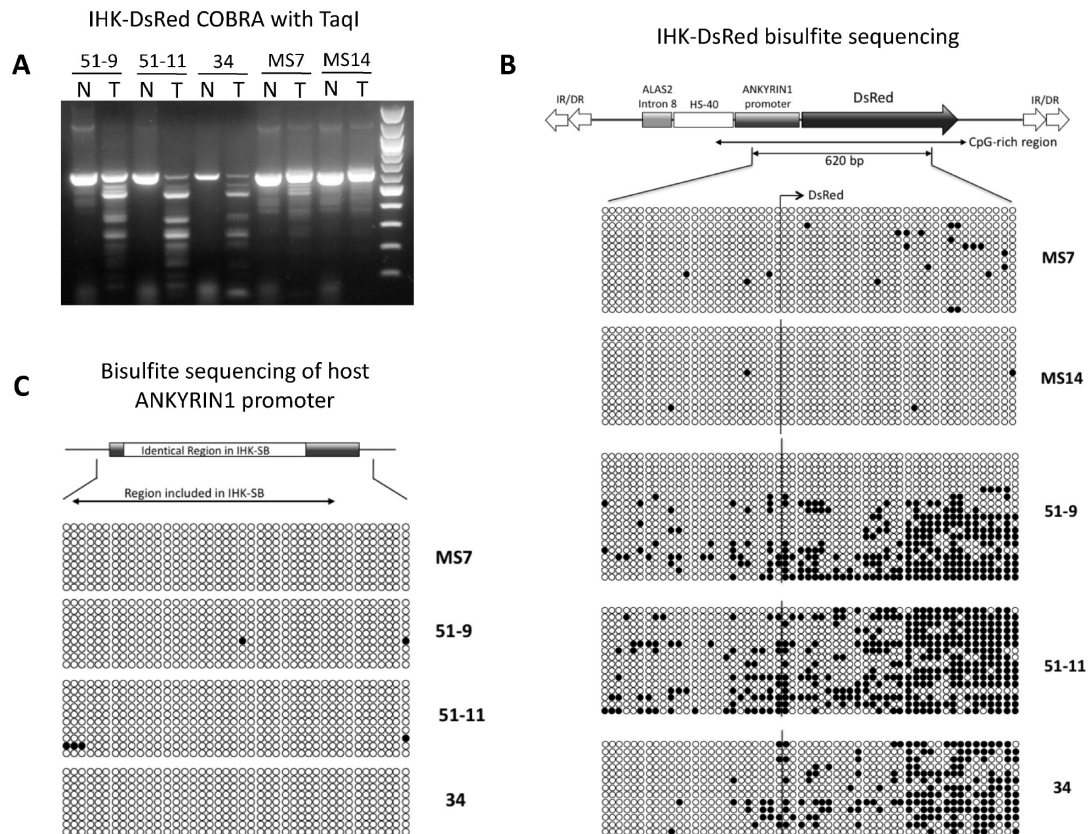 IHK-DsRed COBRA with TaqI
A
51-9 51-11 34 MS7 MS14
N T N T N T N T N T
IHK-DsRed bisulfite sequencing
B
IR/DR
ALAS2
Intron 8
HS-40
ANKYRIN1
promoter
DsRed
IR/DR
CpG-rich region
620 bp
DsRed
MS7
MS14
51-9
51-11
34
C
Bisulfite sequencing of host
ANKYRIN1 promoter
Identical Region in IHK-SB
Region included in IHK-SB
MS7
51-9
51-11
34